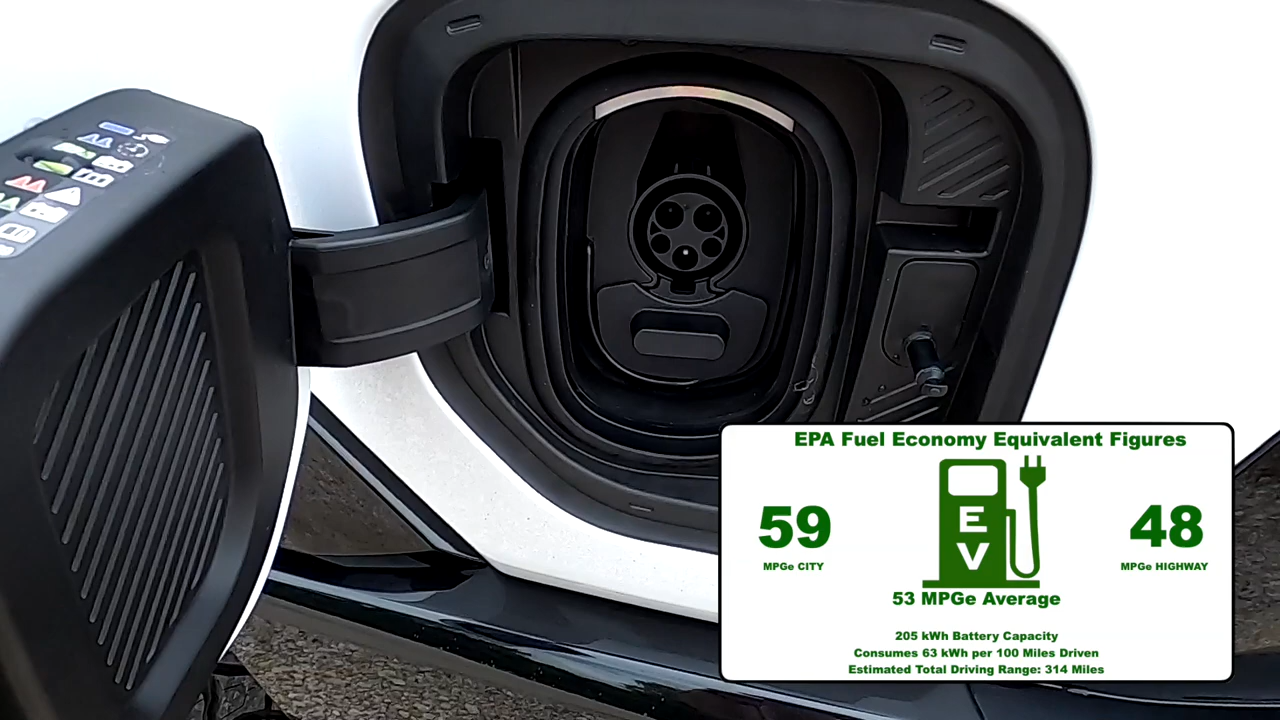 EPA Fuel Economy Equivalent Figures
59
MPGe CITY
E
V
48
MPGe HIGHWAY
53 MPGe Average
205 kWh Battery Capacity
Consumes 63 kWh per 100 Miles Driven
Estimated Total Driving Range: 314 Miles